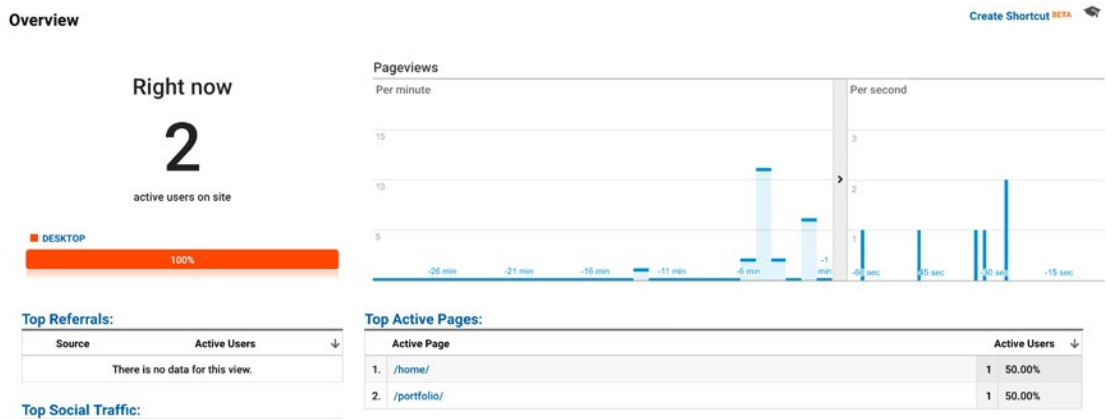 Overview
Create Shortcut BETA
Right now
2
active users on site
DESKTOP
100%
Pageviews
Per minute
15
10
5
-26 min
-21 min
-16 min
-11 min
-6 min
-1
min
Per second
3
2
1
-60 sec
-45 sec
-30 sec
-15 sec
Top Referrals:
Source Active Users
There is no data for this view.
Top Social Traffic:
Top Active Pages:
Active Page Active Users
1. /home/ 1 50.00%
2. /portfolio/ 1 50.00%